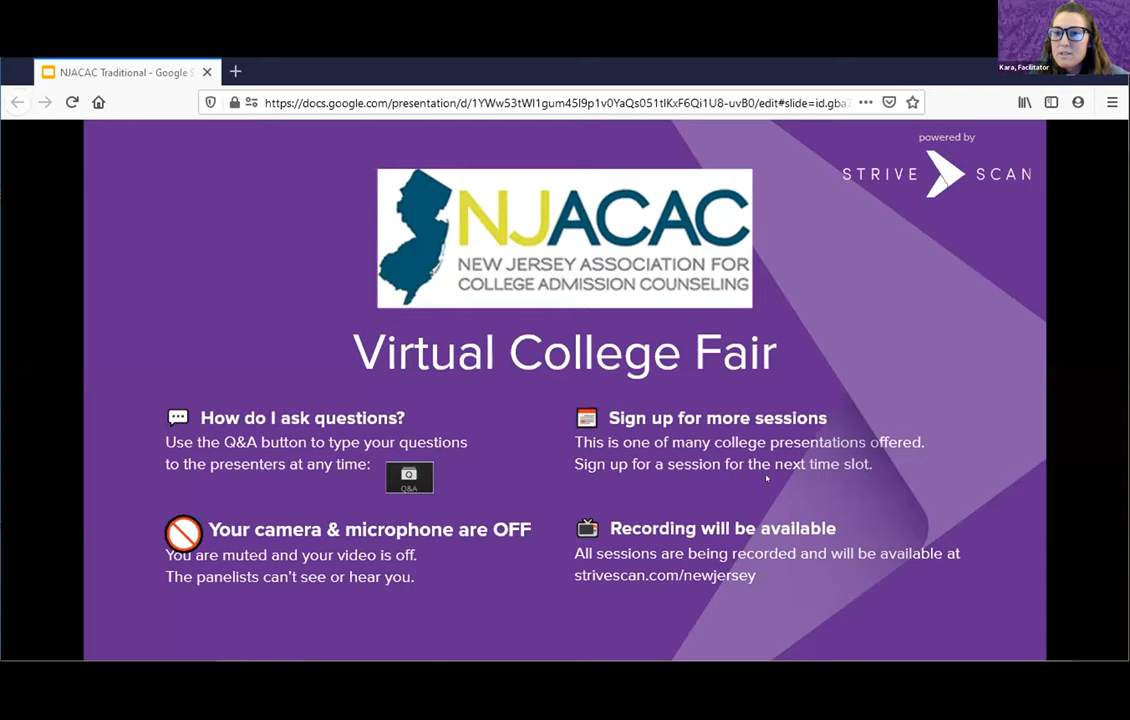 Kara, Facilitator
NJACAC Traditional - Google S
https://docs.google.com/presentation/d/1YWw53tWI1gum45I9p1v0YaQs051tIKxF6Qi1U8-uvB0/edit#slide=id.gba7
powered by
STRIVE SCAN
NJACAC
NEW JERSEY ASSOCIATION FOR
COLLEGE ADMISSION COUNSELING
Virtual College Fair
How do I ask questions?
Use the Q&A button to type your questions
to the presenters at any time:
Q&A
Sign up for more sessions
This is one of many college presentations offered.
Sign up for a session for the next time slot.
Your camera & microphone are OFF
You are muted and your video is off.
The panelists can't see or hear you.
Recording will be available
All sessions are being recorded and will be available at
strivescan.com/newjersey